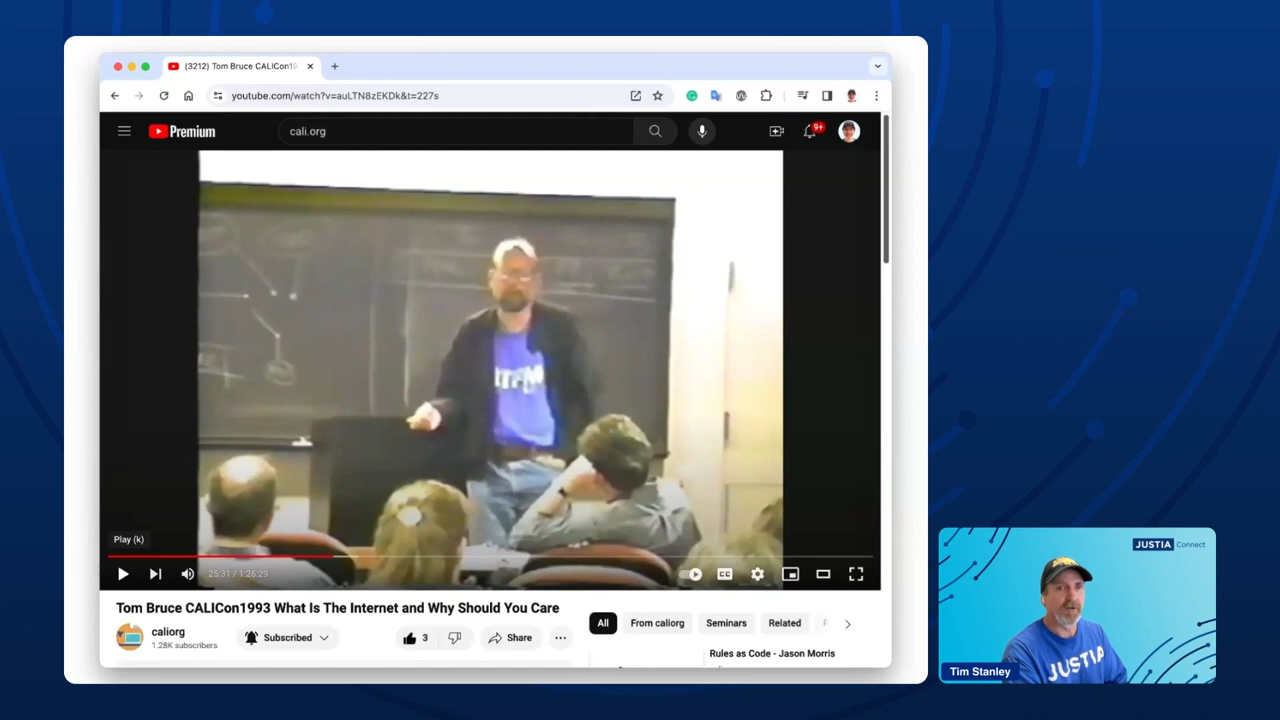 (3212) Tom Bruce CALICon19
youtube.com/watch?v=auLTN8zEKDk&t=227s
Premium
cali.org
9+
Play (k)
25:31 / 1:26:29
CC
Tom Bruce CALICon1993 What Is The Internet and Why Should You Care
caliorg
1.28K subscribers
Subscribed
3
Share
All
From caliorg
Seminars
Related
Rules as Code - Jason Morris
JUSTIA Connect
JUSTIA
Tim Stanley